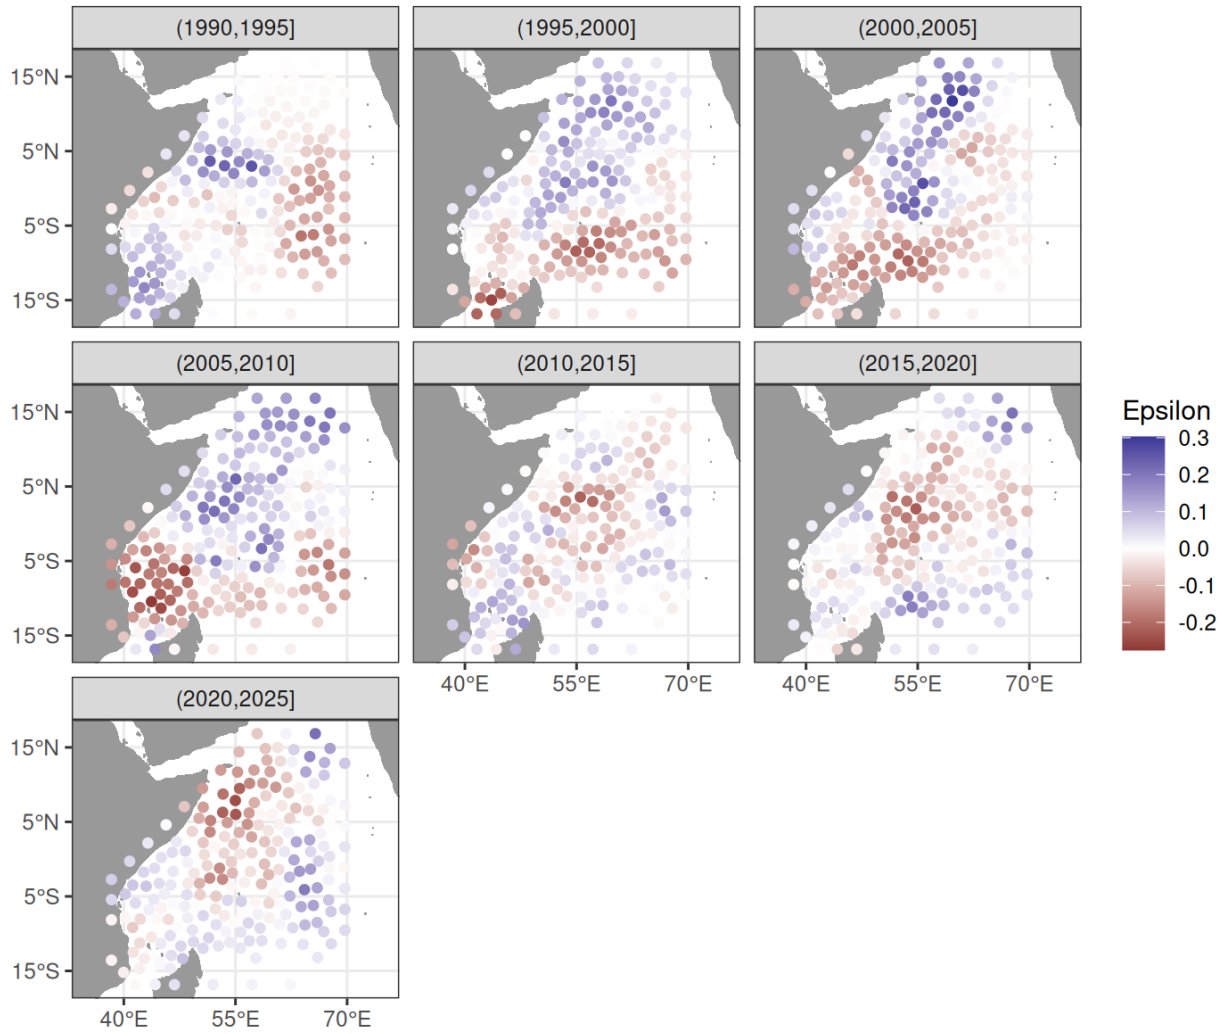 (1990,1995]
(1995,2000]
(2000,2005]
15°N
5°N
5°S
15°S
(2005,2010]
(2010,2015]
(2015,2020]
15°N
5°N
5°S
15°S
40°E 55°E 70°E
40°E 55°E 70°E
Epsilon
0.3
0.2
0.1
0.0
-0.1
-0.2
(2020,2025]
15°N
5°N
5°S
15°S
40°E 55°E 70°E